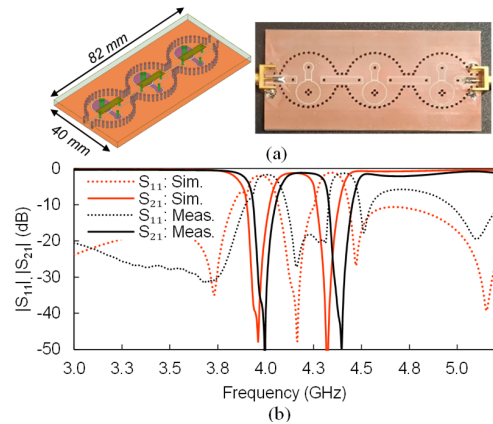 82 mm
40 mm
(a)
S11: Sim.
S21: Sim.
S11: Meas.
S21: Meas.
|S11|,|S21| (dB)
0
-10
-20
-30
-40
-50
3.0 3.3 3.5 3.8 4.0 4.3 4.5 4.8 5.0
Frequency (GHz)
(b)